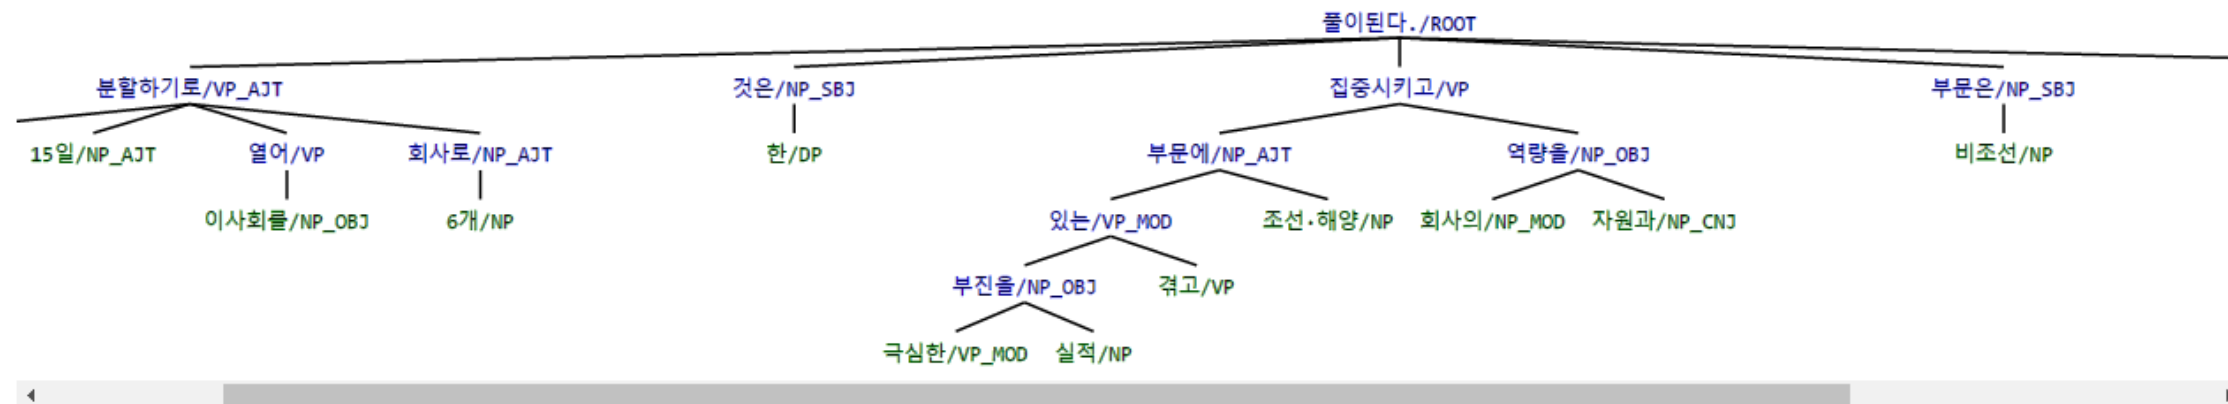 풀이된다./ROOT
분할하기로/VP_AJT 것은/NP_SBJ 집중시키고/VP 부문은/NP_SBJ
15일/NP_AJT 열어/VP 회사로/NP_AJT 한/DP 부문에/NP_AJT 역량을/NP_OBJ 비조선/NP
이사회를/NP_OBJ 6개/NP 있는/VP_MOD 조선·해양/NP 회사의/NP_MOD 자원과/NP_CNJ
부진을/NP_OBJ 겪고/VP
극심한/VP_MOD 실적/NP